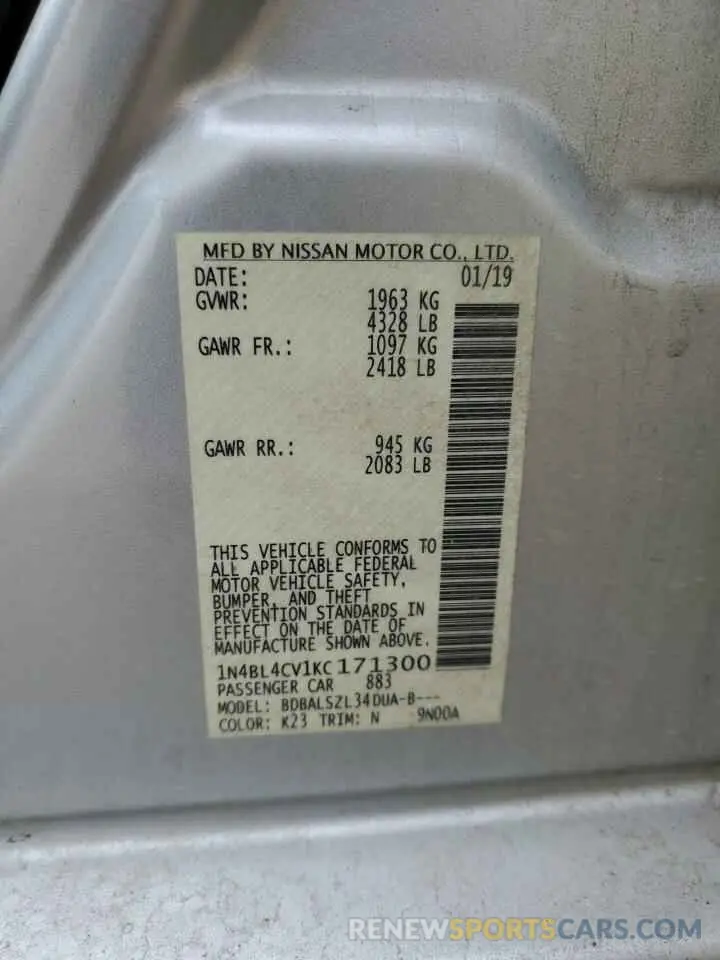 MFD BY NISSAN MOTOR CO., LTD.
DATE: 01/19
GVWR: 1963 KG
4328 LB
GAWR FR.: 1097 KG
2418 LB
GAWR RR.: 945 KG
2083 LB
THIS VEHICLE CONFORMS TO
ALL APPLICABLE FEDERAL
MOTOR VEHICLE SAFETY,
BUMPER, AND THEFT
PREVENTION STANDARDS IN
EFFECT ON THE DATE OF
MANUFACTURE SHOWN ABOVE.
1N4BL4CV1KC171300
PASSENGER CAR 883
MODEL: BDBALSZL34DUA-B---
COLOR: K23 TRIM: N 9N00A
RENEWSPORTSCARS.COM